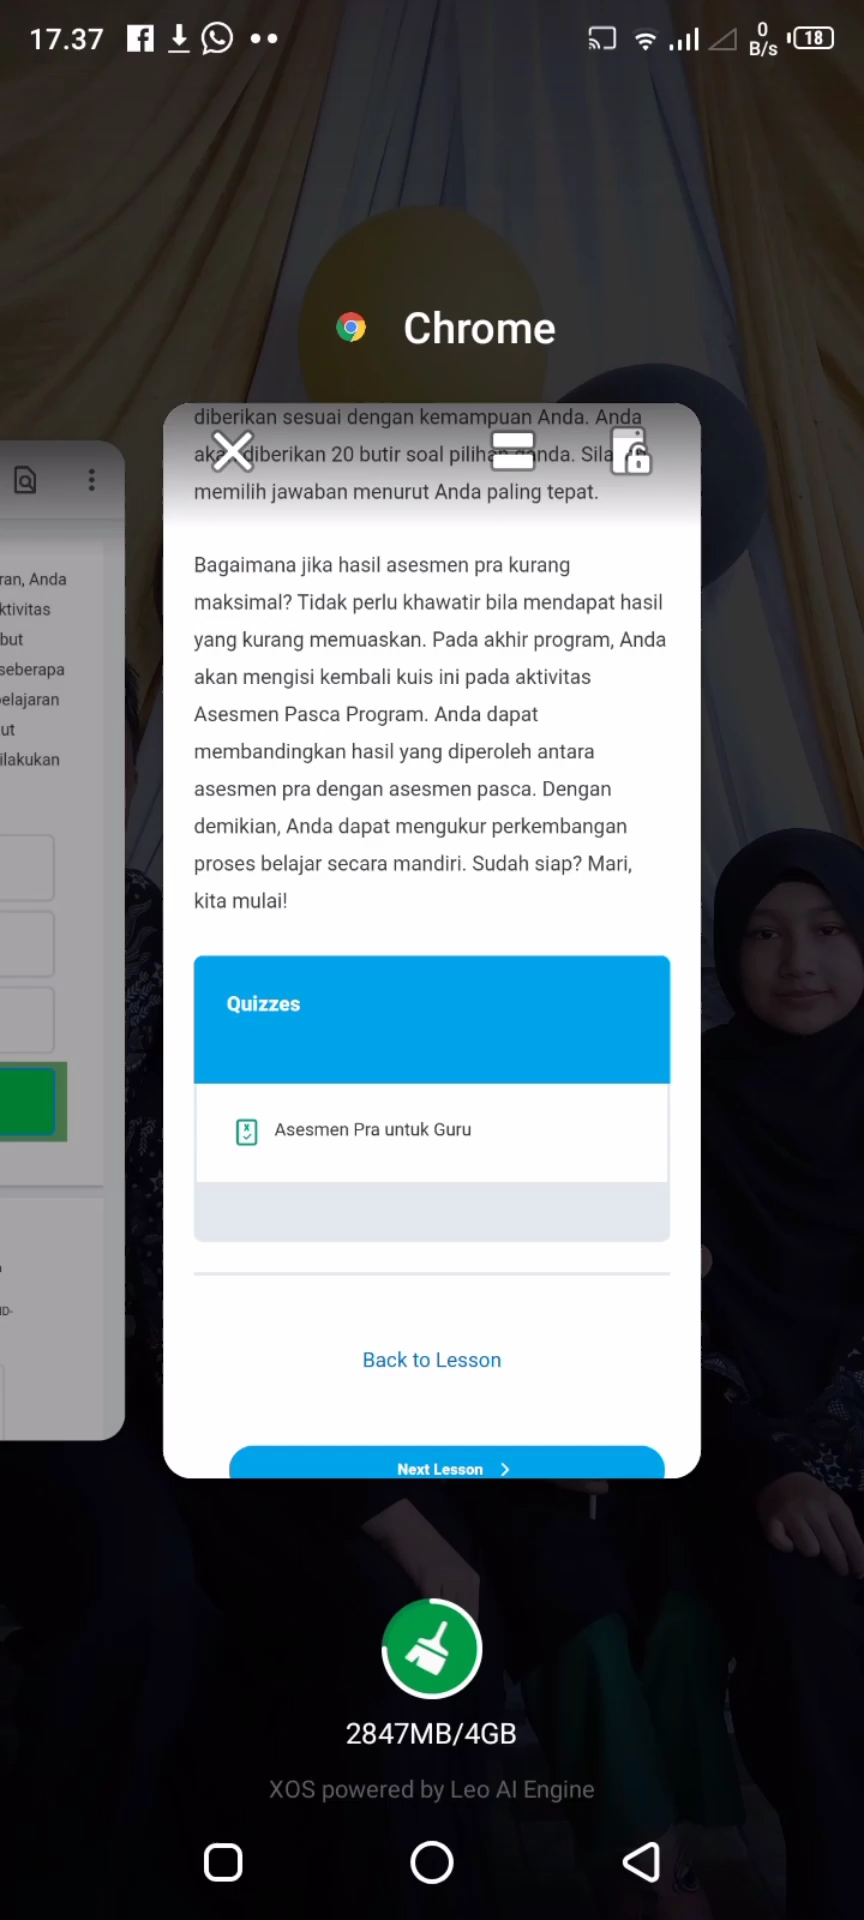 17.37
0
B/s
18
Chrome
diberikan sesuai dengan kemampuan Anda. Anda
diberikan 20 butir soal
memilih jawaban menurut Anda paling tepat.
Bagaimana jika hasil asesmen pra kurang
maksimal? Tidak perlu khawatir bila mendapat hasil
yang kurang memuaskan. Pada akhir program, Anda
akan mengisi kembali kuis ini pada aktivitas
Asesmen Pasca Program. Anda dapat
membandingkan hasil yang diperoleh antara
asesmen pra dengan asesmen pasca. Dengan
demikian, Anda dapat mengukur perkembangan
proses belajar secara mandiri. Sudah siap? Mari,
kita mulai!
Quizzes
Asesmen Pra untuk Guru
Back to Lesson
Next Lesson
ran, Anda
ktivitas
but
seberapa
elajaran
ut
ilakukan
2847MB/4GB
XOS powered by Leo AI Engine